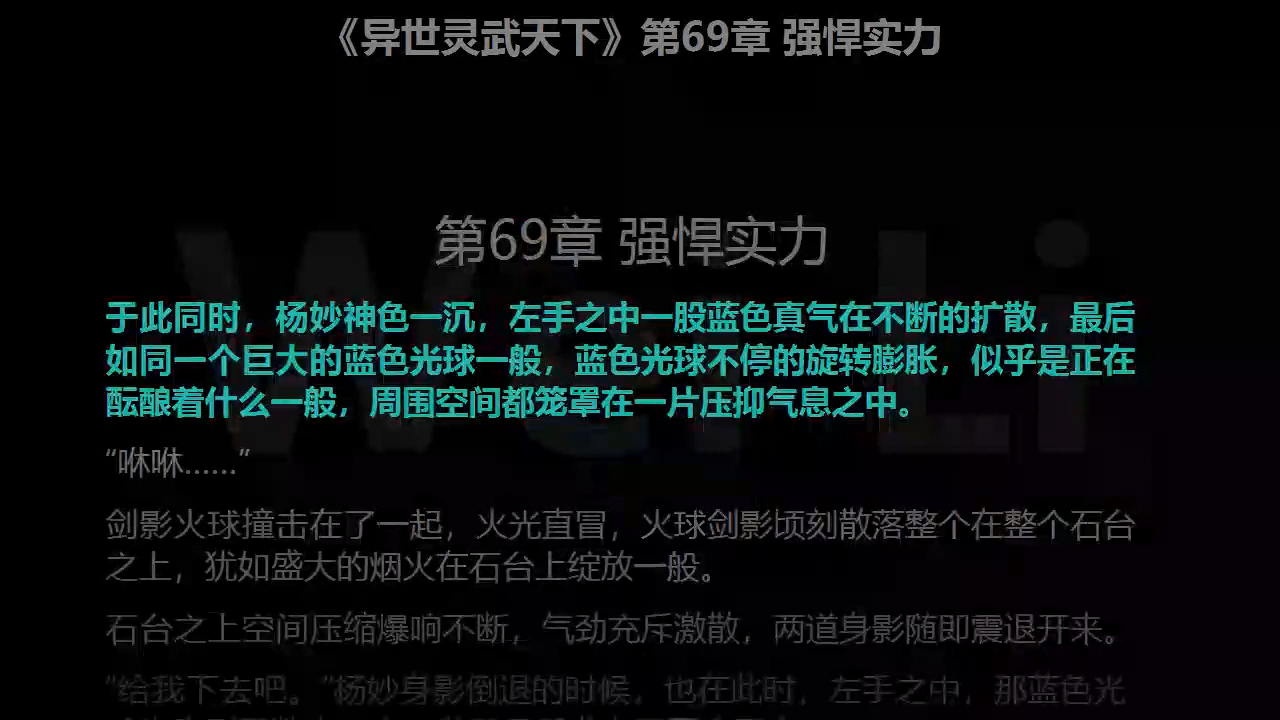 《异世灵武天下》第69章 强悍实力
第69章 强悍实力
于此同时，杨妙神色一沉，左手之中一股蓝色真气在不断的扩散，最后
如同一个巨大的蓝色光球一般，蓝色光球不停的旋转膨胀，似乎是正在
酝酿着什么一般，周围空间都笼罩在一片压抑气息之中。
“咻咻……”
剑影火球撞击在了一起，火光直冒，火球剑影顷刻散落整个在整个石台
之上，犹如盛大的烟火在石台上绽放一般。
石台之上空间压缩爆响不断，气劲充斥激散，两道身影随即震退开来。
“给我下去吧。”杨妙身影倒退的时候，也在此时，左手之中，那蓝色光
Wei Li